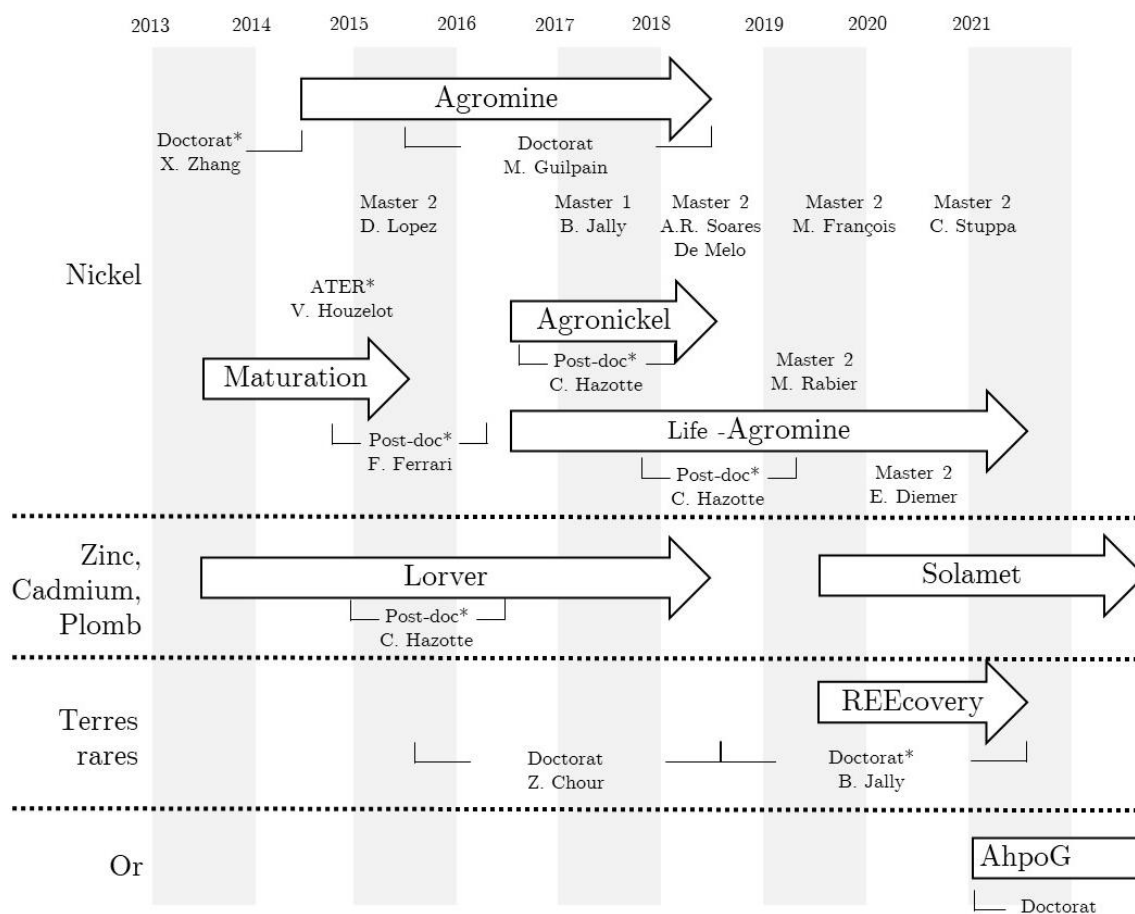 2013 2014 2015 2016 2017 2018 2019 2020 2021
Agromine
Doctorat*
X. Zhang
Doctorat
M. Guilpain
Master 2
D. Lopez
Master 1
B. Jally
Master 2
A.R. Soares
De Melo
Master 2
M. François
Master 2
C. Stuppa
Nickel
ATER*
V. Houzelot
Agronickel
Post-doc*
C. Hazotte
Maturation
Master 2
M. Rabier
Post-doc*
F. Ferrari
Life -Agromine
Post-doc*
C. Hazotte
Master 2
E. Diemer
Zinc,
Cadmium,
Plomb
Lorver
Solamet
Post-doc*
C. Hazotte
Terres
rares
REEcovery
Doctorat
Z. Chour
Doctorat*
B. Jally
Or
AhpoG
Doctorat